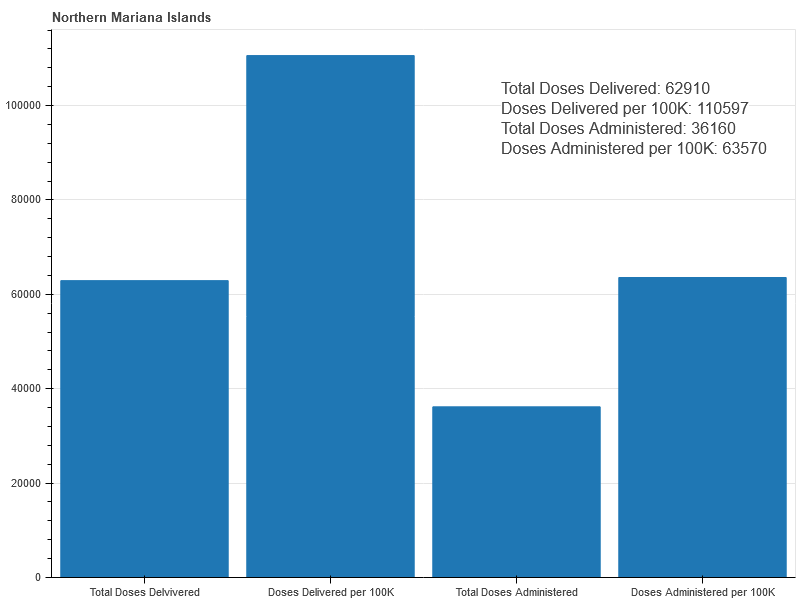 Northern Mariana Islands
Total Doses Delivered: 62910
Doses Delivered per 100K: 110597
Total Doses Administered: 36160
Doses Administered per 100K: 63570
100000
80000
60000
40000
20000
0
Total Doses Delvivered
Doses Delivered per 100K
Total Doses Administered
Doses Administered per 100K